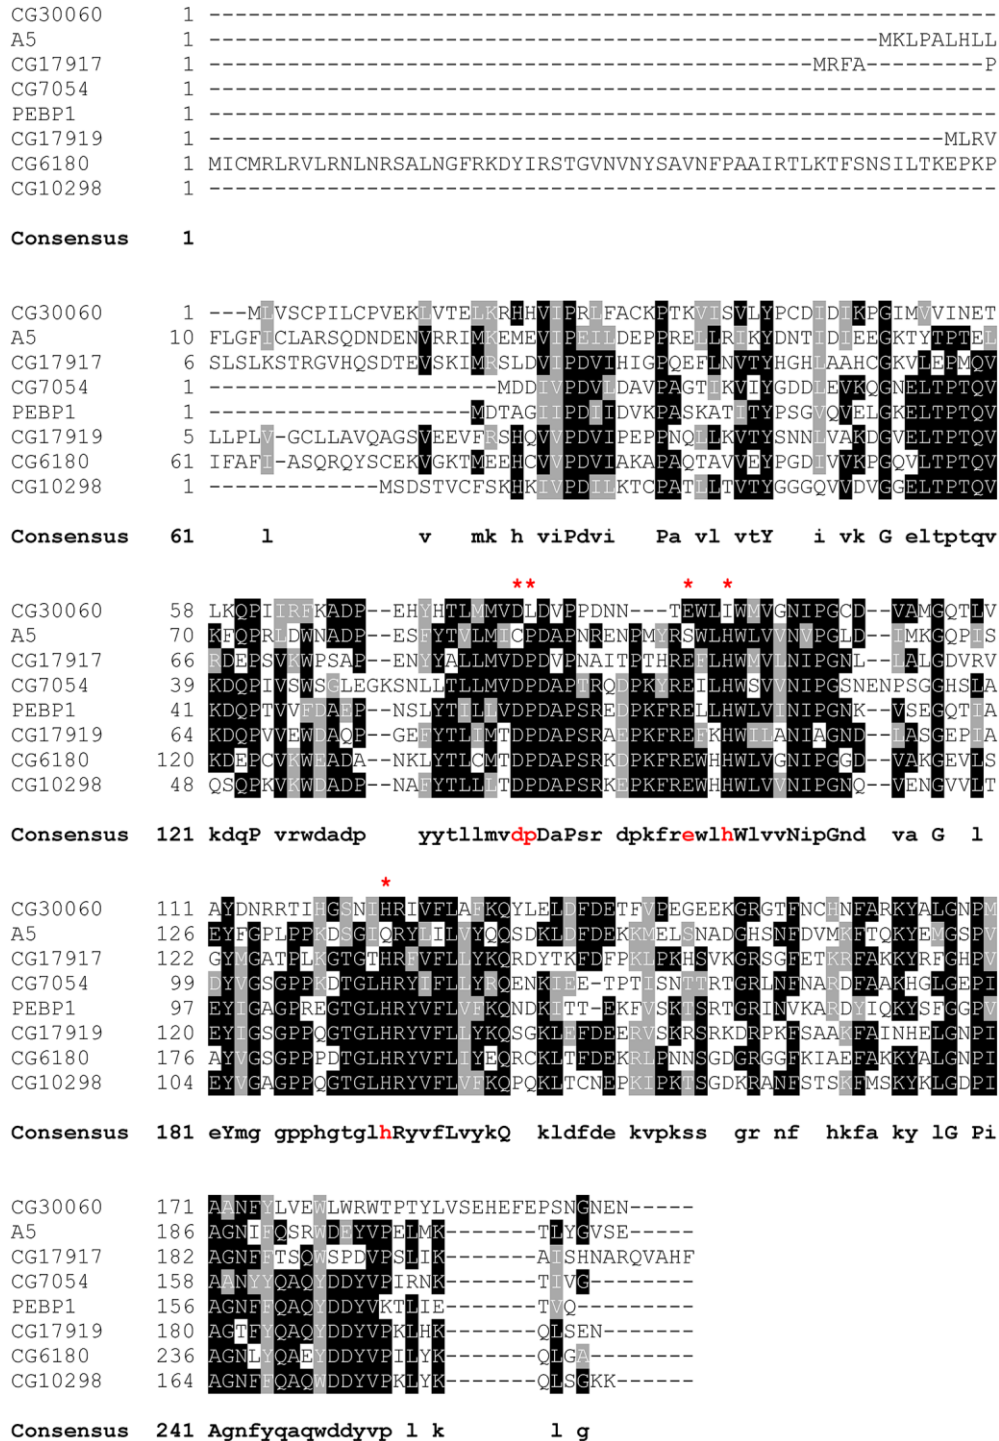 CG30060 1 ------------------------------------------------------------
A5 1 ---------------------------------------------------MKLPALHLL
CG17917 1 ----------------------------------------------MRFA---------P
CG7054 1 ------------------------------------------------------------
PEBP1 1 ------------------------------------------------------------
CG17919 1 --------------------------------------------------------MLRV
CG6180 1 MICMRLRVLRNLNRSALNGFRKDYIRSTGVNVNYSAVNFPAAIRTLKTFSNSILTKEPKP
CG10298 1 ------------------------------------------------------------
Consensus 1
CG30060 1 ---MLVSCPILCPVEKLVTELKRHHVIPRLFACKPTKVISVLYPCDIDIKPGIMVVINET
A5 10 FLGFLCLARSQDNDENVRRIMKEMEVIPEILDEPPRELLRIKYDNTIDIEEGKTYTPTEL
CG17917 6 SLSLKSTRGVHQSDTEVSKIMRSLDVIPDVIHIGPQEFLNVTYHGHLAAHCGKVLEPMQV
CG7054 1 ----------------------MDDIVPDVLDAVPAGTIKVIYGDDLEVKQGNELTPTQV
PEBP1 1 --------------------MDTAGIIPDIIDVKPASKATITYPSGVQVELGKELTPTQV
CG17919 5 LLPLV-GCLLAVQAGSVEEVFRSHQVVPDVIPEPPNQLLKVTYSNNLVAKDGVELTPTQV
CG6180 61 IFAFI-ASQRQYSCEKVGKTMEEHCVVPDVIAKAPAQTAVVEYPGDIVVKPGQVLTPTQV
CG10298 1 -------------MSDSTVCFSKHKIVPDILKTCPATLLTVTYGGGQVVDVGGELTPTQV
Consensus 61 l v mk h viPdvi Pa vl vtY i vk G eltptqv
** * *
CG30060 58 LKQPIIRFKADP--EHYHTLMMVDLDVPPDNN---TEWLIWMVGNIPGCD--VAMGQTLV
A5 70 KFQPRLDWNADP--ESFYTVLMICPDAPNRENPMYRSWLHWLVVNVPGLD--IMKGQPIS
CG17917 66 RDEPSVKWPSAP--ENYYALLMVDPDVPNAITPTHREFLHWMVLNIPGNL--LALGDVRV
CG7054 39 KDQPIVSWSGLEGKSNLLTLLMVDPDAPTRQDPKYREILHWSVVNIPGSNENPSGGHSLA
PEBP1 41 KDQPTVVFDAEP--NSLYTILLVDPDAPSREDPKFRELLHWLVINIPGNK--VSEGQTIA
CG17919 64 KDQPVVEWDAQP--GEFYTLIMTDPDAPSRAEPKFREFKHWILANIAGND--LASGEPIA
CG6180 120 KDEPCVKWEADA--NKLYTLCMTDPDAPSRKDPKFREWHHWLVGNIPGGD--VAKGEVLS
CG10298 48 QSQPKVKWDADP--NAFYTLLLTDPDAPSRKEPKFREWHHWLVVNIPGNQ--VENGVVLT
Consensus 121 kdqP vrwdadp yytllmvdpDaPsr dpkfrewlhWlvvNipGnd va G l
*
CG30060 111 AYDNRRTIHGSNIHRIVFLAFKQYLELDFDETFVPEGEEKGRGTFNCHNFARKYALGNPM
A5 126 EYFGPLPPKDSGIQRYLILVYQQSDKLDFDEKKMELSNADGHSNFDVMKFTQKYEMGSPV
CG17917 122 GYMGATPLKGTGTHRFVFLLYKQRDYTKFDFPKLPKHSVKGRSGFETKRFAKKYRFGHPV
CG7054 99 DYVGSGPPKDTGLHRYIFLLYRQENKIEE-TPTISNTTRTGRLNFNARDFAAKHGLGEPI
PEBP1 97 EYIGAGPREGTGLHRYVFLVFKQNDKITT-EKFVSKTSRTGRINVKARDYIQKYSFGGPV
CG17919 120 EYIGSGPPQGTGLHRYVFLLYKQSGKLEFDEERVSKRSRKDRPKFSAAKFAINHELGNPI
CG6180 176 AYVGSGPPPDTGLHRYVFLIYEQRCKLTFDEKRLPNNSGDGRGGFKIAEFAKKYALGNPI
CG10298 104 EYVGAGPPQGTGLHRYVFLVFKQPQKLTCNEPKIPKTSGDKRANFSTSKFMSKYKLGDPI
Consensus 181 eYmg gpphgtglhRyvfLvykQ kldfde kvpkss gr nf hkfa ky lG Pi
CG30060 171 AANFYLVEWLWRWTPTYLVSEHEFEPSNGNEN-----
A5 186 AGNIFQSRWDEYVPELMK-------TLYGVSE-----
CG17917 182 AGNFFTSQWSPDVPSLIK-------AISHNARQVAHF
CG7054 158 AANYYQAQYDDYVPIRNK-------TIVG--------
PEBP1 156 AGNFFQAQYDDYVKTLIE-------TVQ---------
CG17919 180 AGTFYQAQYDDYVPKLHK-------QLSEN-------
CG6180 236 AGNLYQAEYDDYVPILYK-------QLGA--------
CG10298 164 AGNFFQAQWDDYVPKLYK-------QLSGKK------
Consensus 241 Agnfyqaqwddyvp l k l g